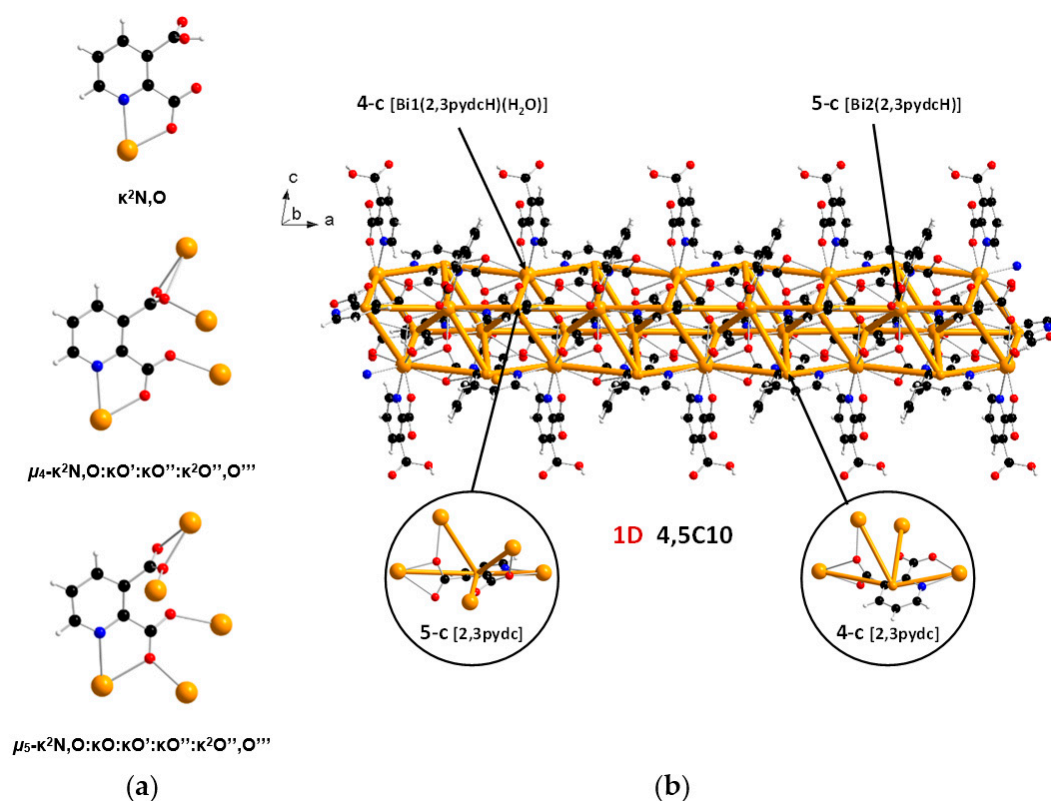 κ²N,O
μ₄-κ²N,O:κO':κO'':κ²O'',O'''
μ₅-κ²N,O:κO:κO':κO'':κ²O'',O'''
(a)
4-c [Bi1(2,3pydcH)(H₂O)]
5-c [Bi2(2,3pydcH)]
c
b
a
1D 4,5C10
5-c [2,3pydc]
4-c [2,3pydc]
(b)